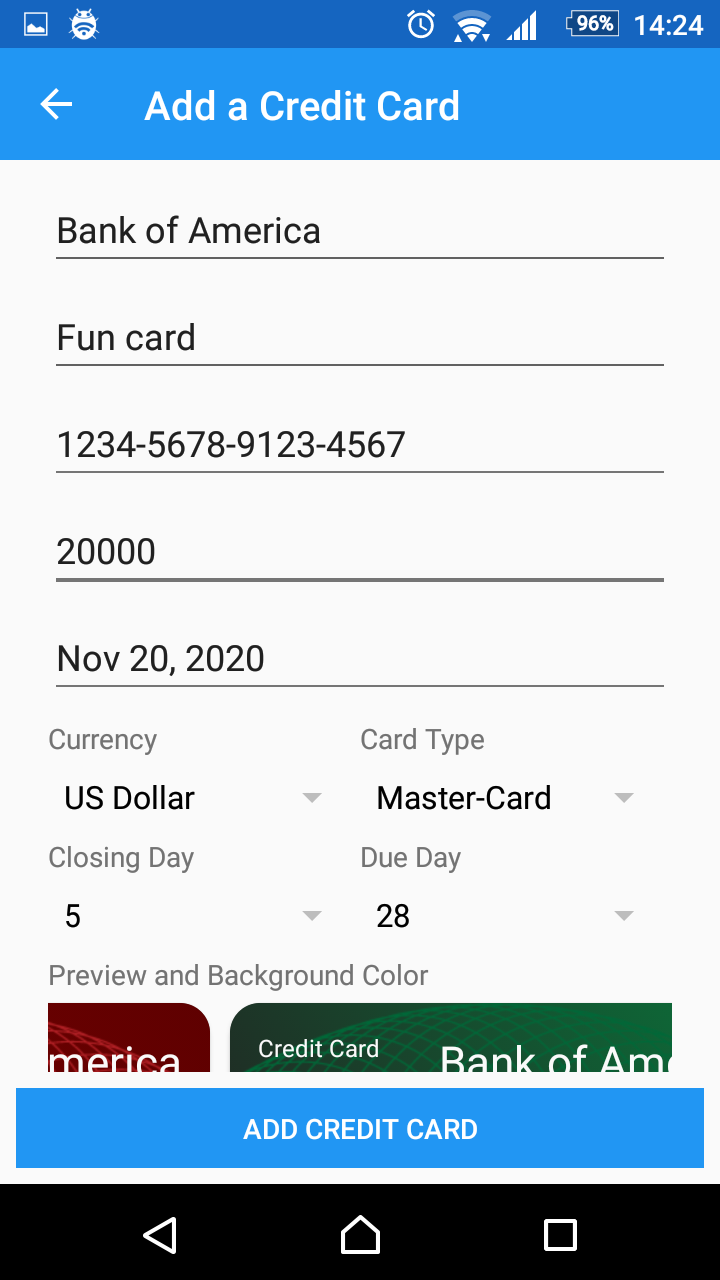 96% 14:24
Add a Credit Card
Bank of America
Fun card
1234-5678-9123-4567
20000
Nov 20, 2020
Currency Card Type
US Dollar Master-Card
Closing Day Due Day
5 28
Preview and Background Color
merica Credit Card Bank of Ame
ADD CREDIT CARD